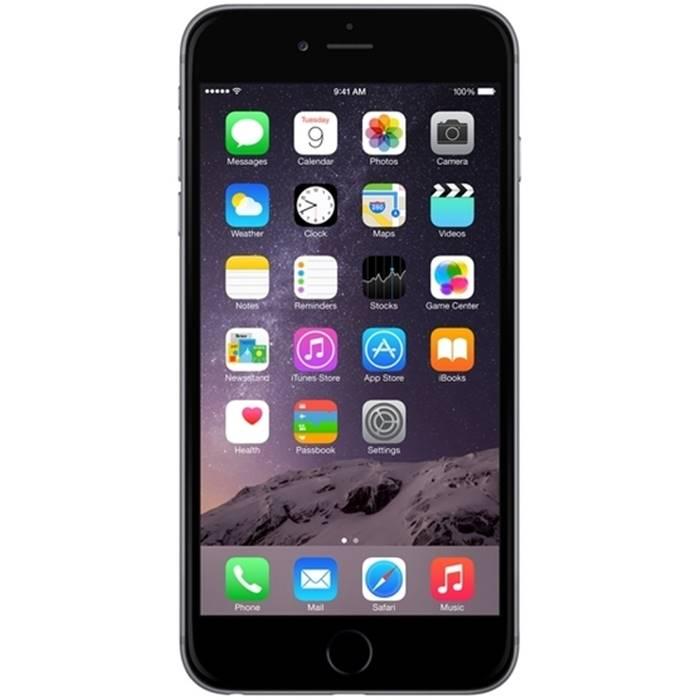 9:41 AM 100%
Tuesday
9
Messages Calendar Photos Camera
280
Weather Clock Maps Videos
Notes Reminders Stocks Game Center
Newsstand iTunes Store App Store iBooks
Health Passbook Settings
Phone Mail Safari Music